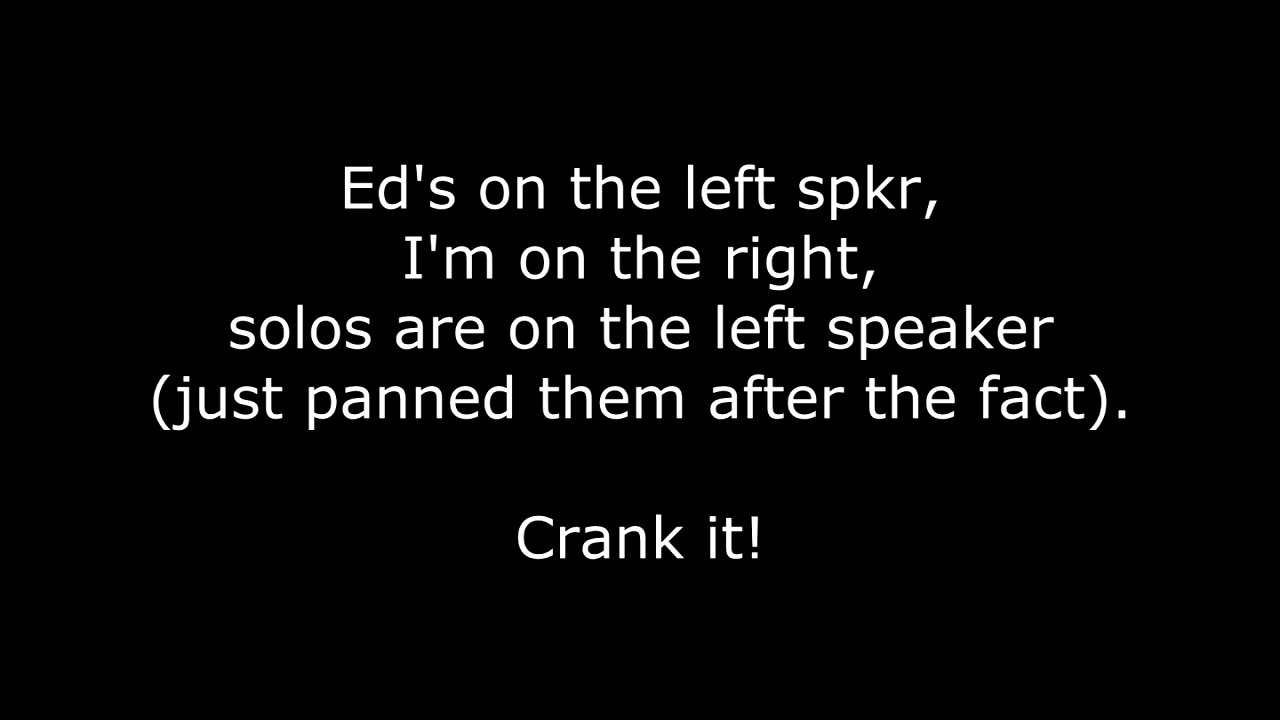 Ed's on the left spkr,
I'm on the right,
solos are on the left speaker
(just panned them after the fact).
Crank it!